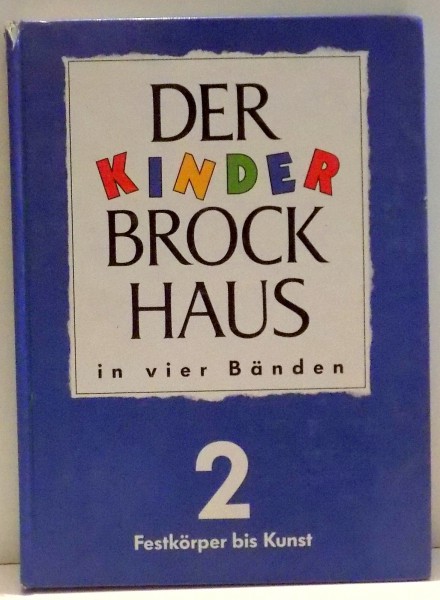 DER
KINDER
BROCK
HAUS
in vier Bänden
2
Festkörper bis Kunst